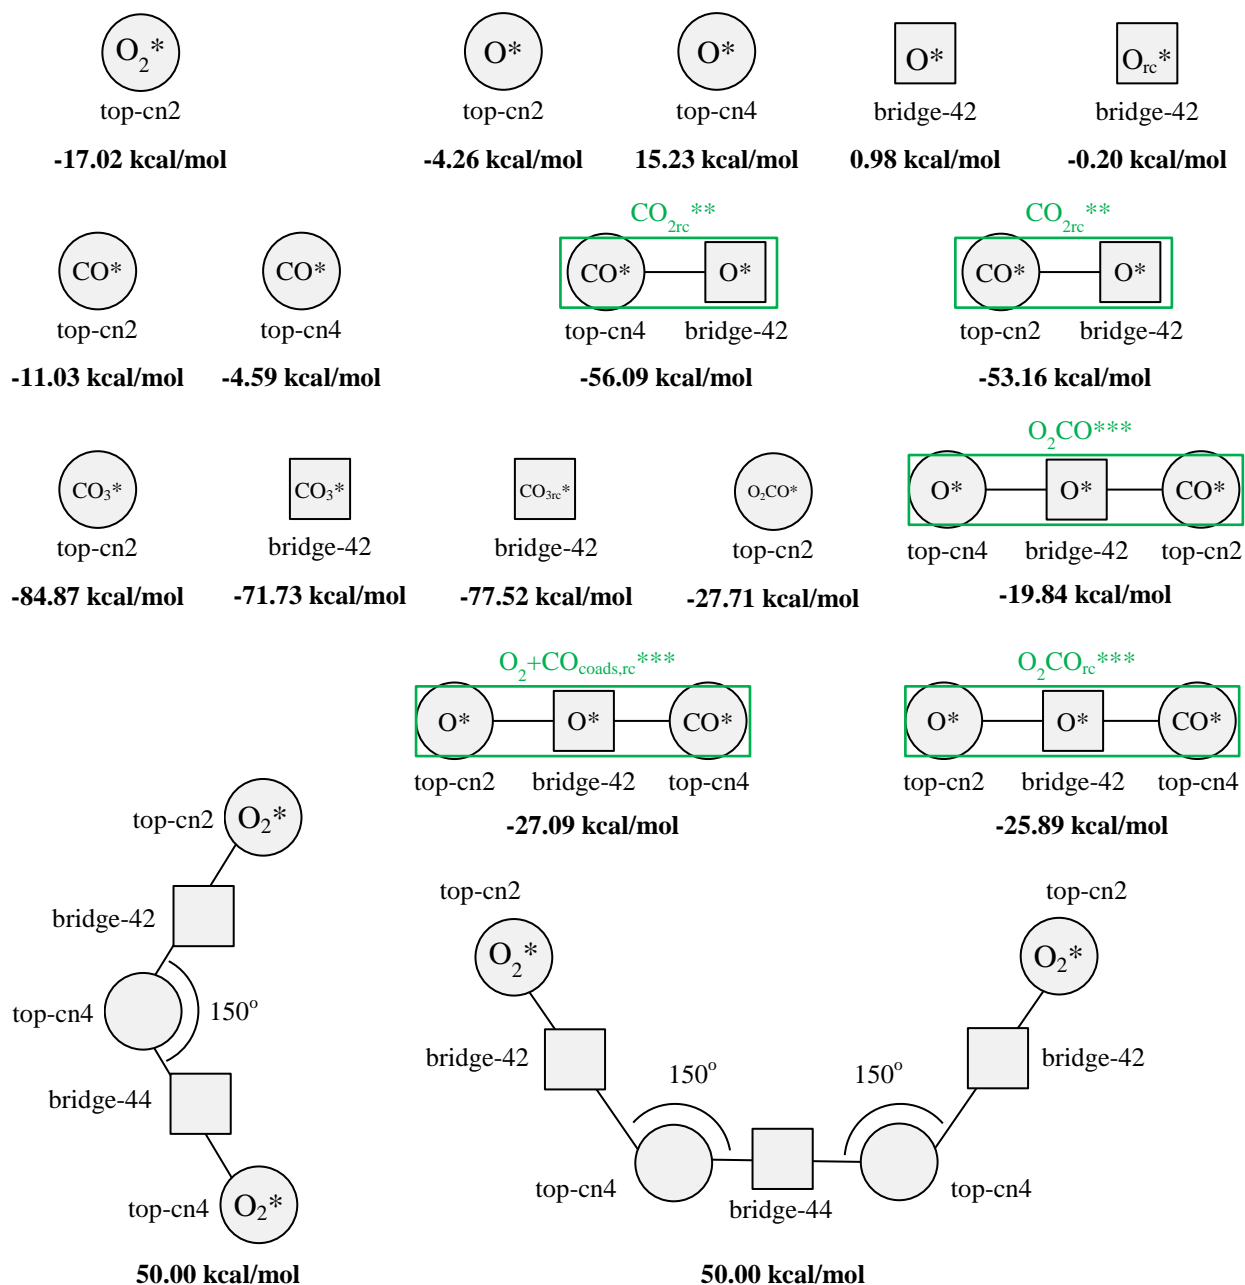 O₂*
O*
O*
O*
O_rc*
top-cn2
top-cn2
top-cn4
bridge-42
bridge-42
-17.02 kcal/mol
-4.26 kcal/mol
15.23 kcal/mol
0.98 kcal/mol
-0.20 kcal/mol
CO₂rc**
CO₂rc**
CO*
CO*
CO*
O*
CO*
O*
top-cn2
top-cn4
top-cn4
bridge-42
top-cn2
bridge-42
-11.03 kcal/mol
-4.59 kcal/mol
-56.09 kcal/mol
-53.16 kcal/mol
O₂CO***
CO₃*
CO₃*
CO₃rc*
O₂CO*
O*
O*
CO*
top-cn2
bridge-42
bridge-42
top-cn2
top-cn4
bridge-42
top-cn2
-84.87 kcal/mol
-71.73 kcal/mol
-77.52 kcal/mol
-27.71 kcal/mol
-19.84 kcal/mol
O₂+CO_coads,rc***
O₂CO_rc***
O*
O*
CO*
O*
O*
CO*
top-cn2
bridge-42
top-cn4
top-cn2
bridge-42
top-cn4
-27.09 kcal/mol
-25.89 kcal/mol
top-cn2
O₂*
bridge-42
top-cn4
150°
bridge-44
top-cn4
O₂*
50.00 kcal/mol
top-cn2
top-cn2
O₂*
O₂*
bridge-42
bridge-42
150°
150°
top-cn4
bridge-44
top-cn4
50.00 kcal/mol